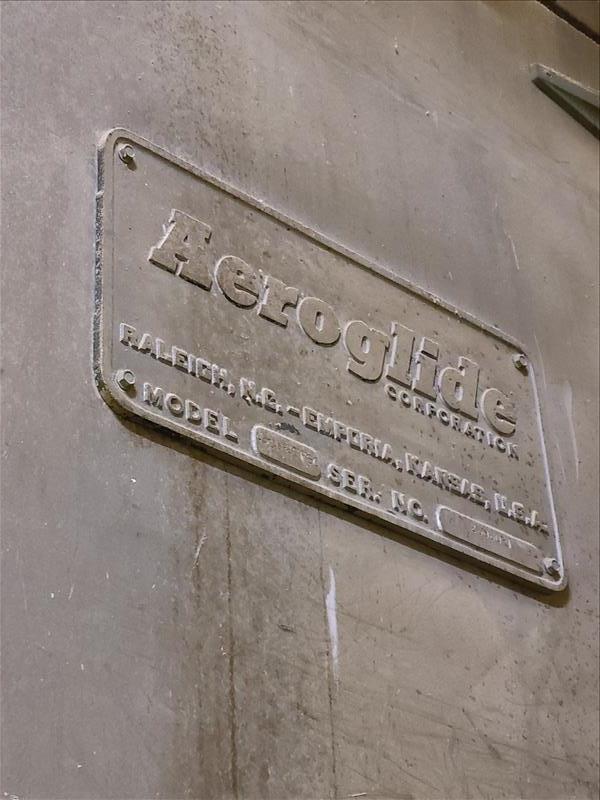 Aeroglide
CORPORATION
RALEIGH, N.C. - EMPORIA, KANSAS, U.S.A.
MODEL SER. NO.